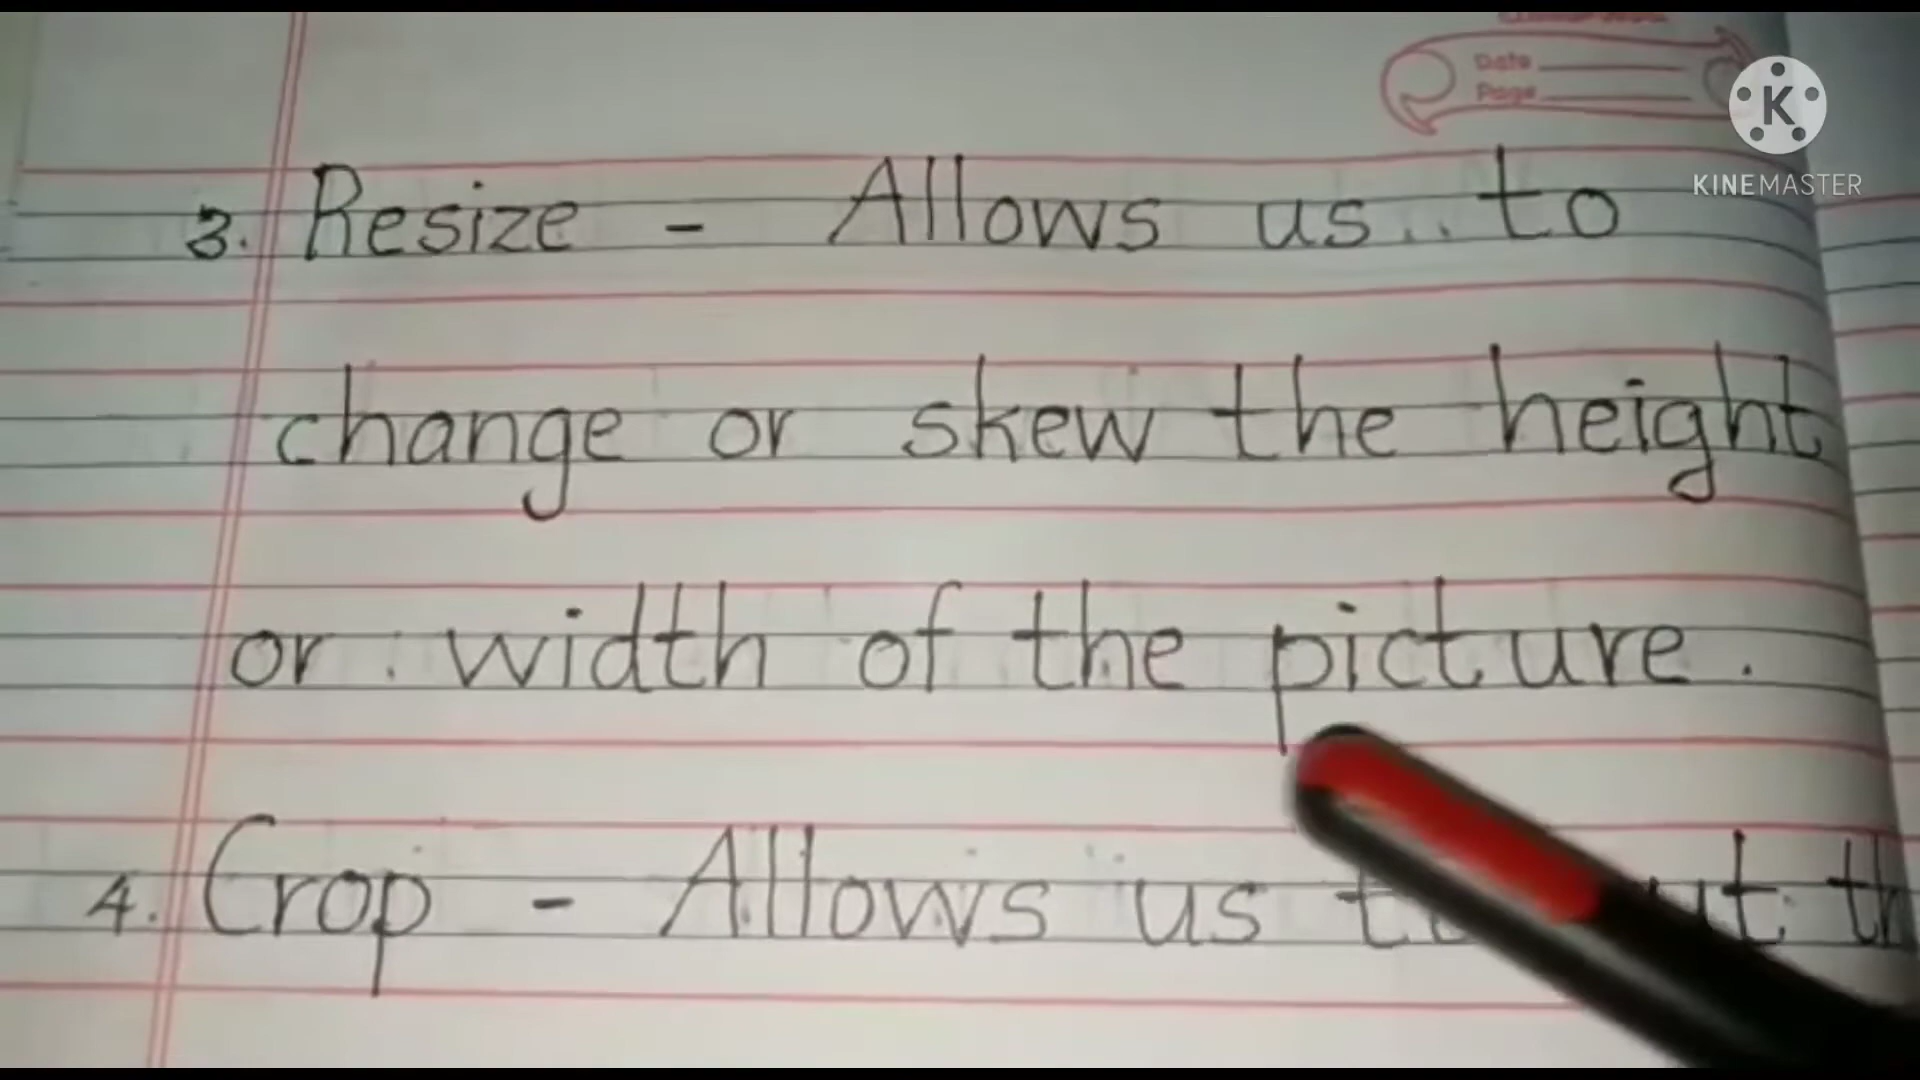 Date
Page
K
KINEMASTER
3. Resize - Allows us to
change or skew the height
or width of the picture.
4. Crop - Allows us